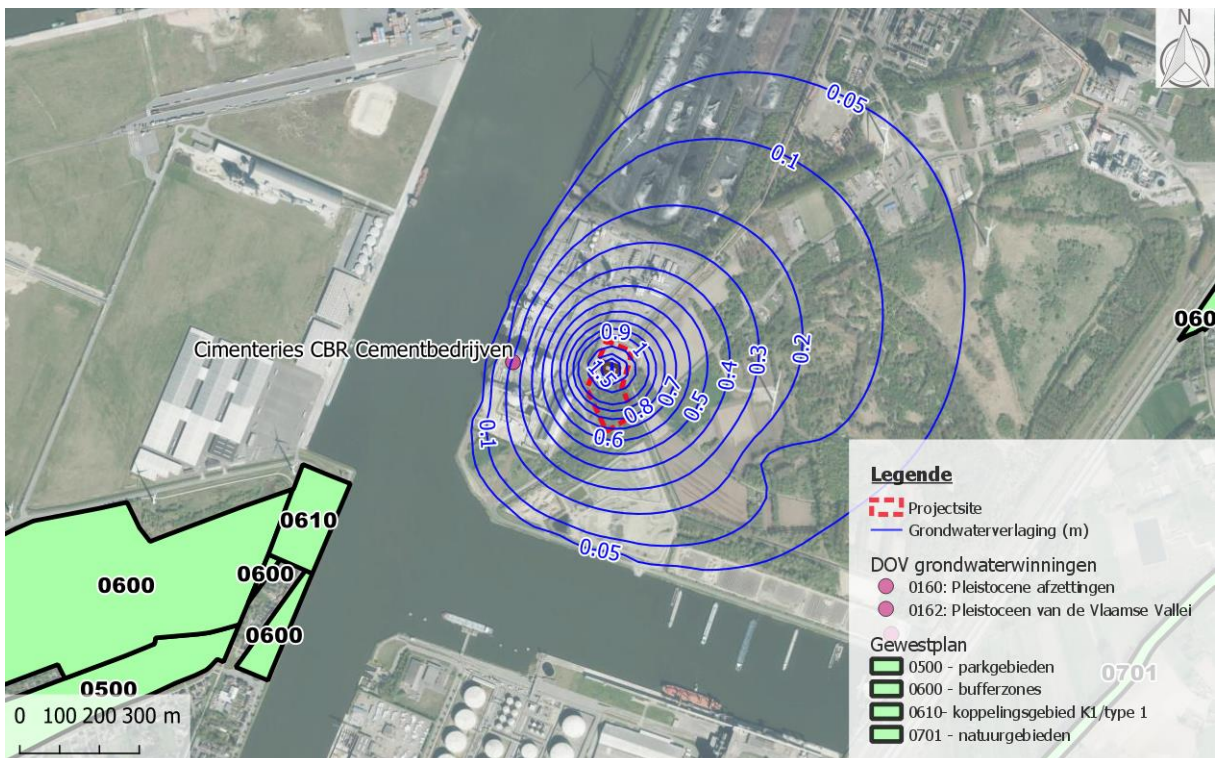 N
0.05
0.1
0.2
0.3
0.4
0.9
1
1.5
0.7
0.5
0.8
0.6
0.1
0.05
Cimenteries CBR Cementbedrijven
060
0610
0600
0600
0600
0500
0701
0 100 200 300 m
Legende
Projectsite
Grondwaterverlaging (m)
DOV grondwaterwinningen
0160: Pleistocene afzettingen
0162: Pleistoceen van de Vlaamse Vallei
Gewestplan
0500 - parkgebieden
0600 - bufferzones
0610- koppelingsgebied K1/type 1
0701 - natuurgebieden